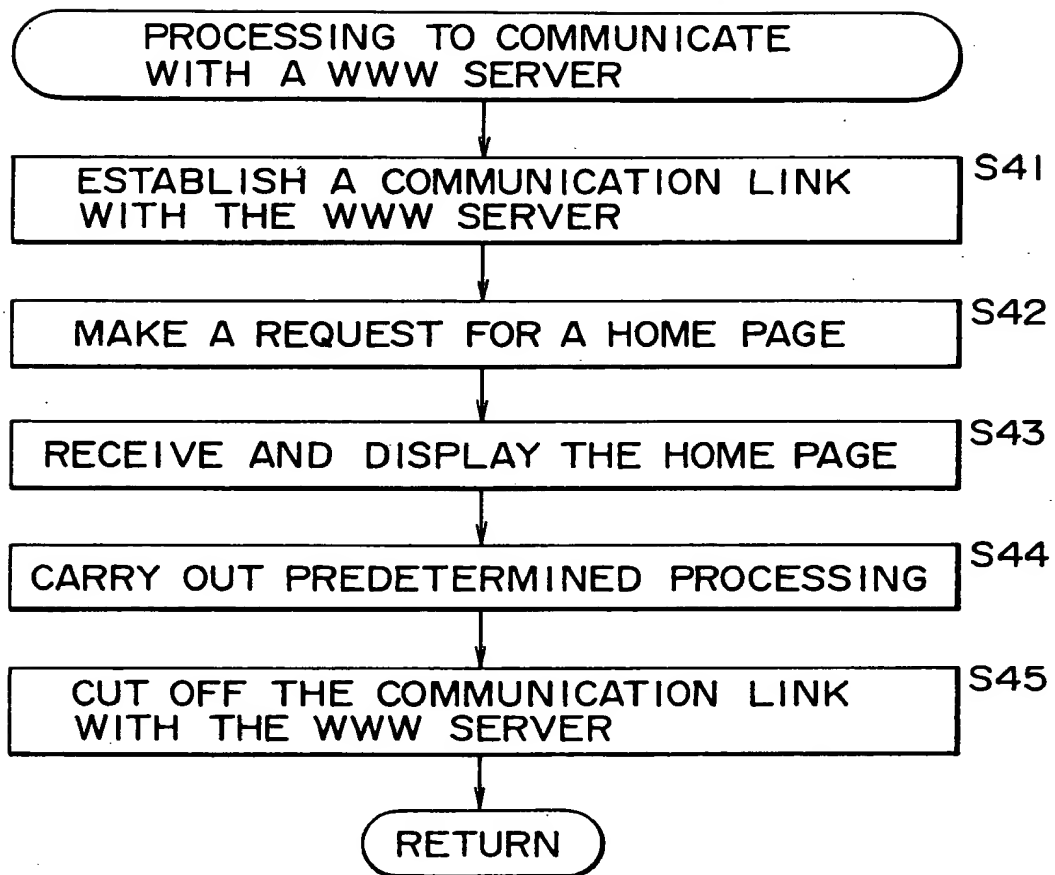 PROCESSING TO COMMUNICATE
WITH A WWW SERVER
ESTABLISH A COMMUNICATION LINK
WITH THE WWW SERVER
S41
MAKE A REQUEST FOR A HOME PAGE
S42
RECEIVE AND DISPLAY THE HOME PAGE
S43
CARRY OUT PREDETERMINED PROCESSING
S44
CUT OFF THE COMMUNICATION LINK
WITH THE WWW SERVER
S45
RETURN